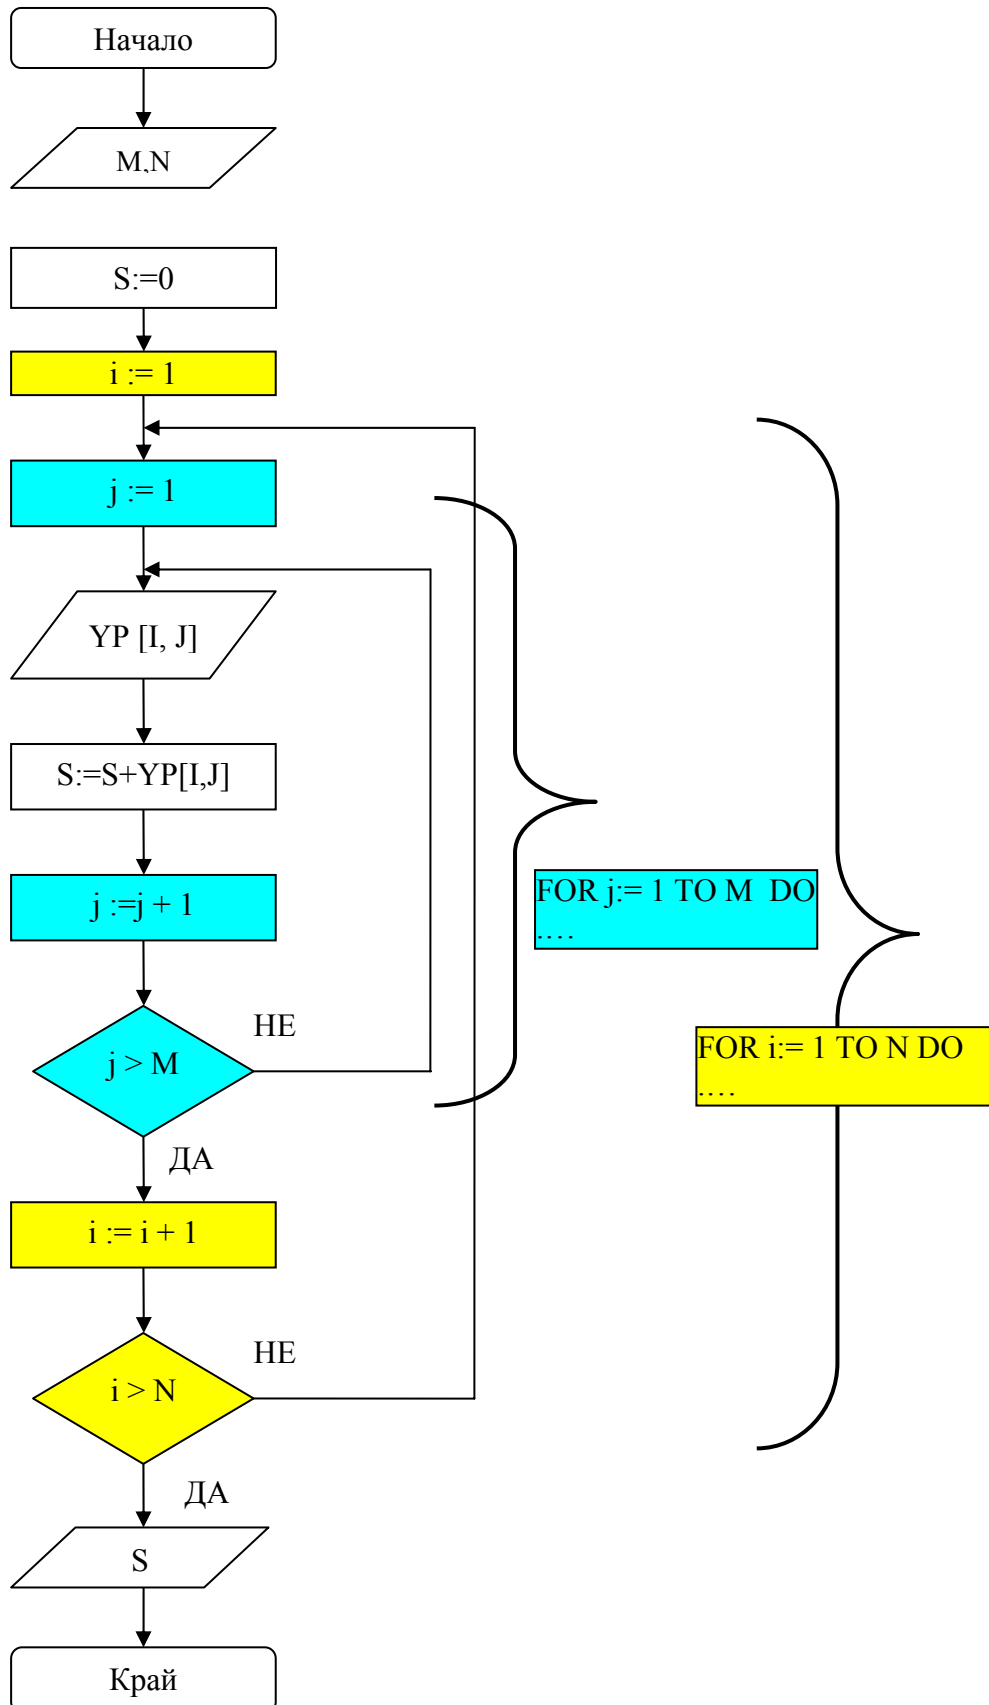 Начало
M,N
S:=0
i := 1
j := 1
YP [I, J]
S:=S+YP[I,J]
j :=j + 1
FOR j:= 1 TO M DO
....
j > M
НЕ
FOR i:= 1 TO N DO
....
ДА
i := i + 1
i > N
НЕ
ДА
S
Край